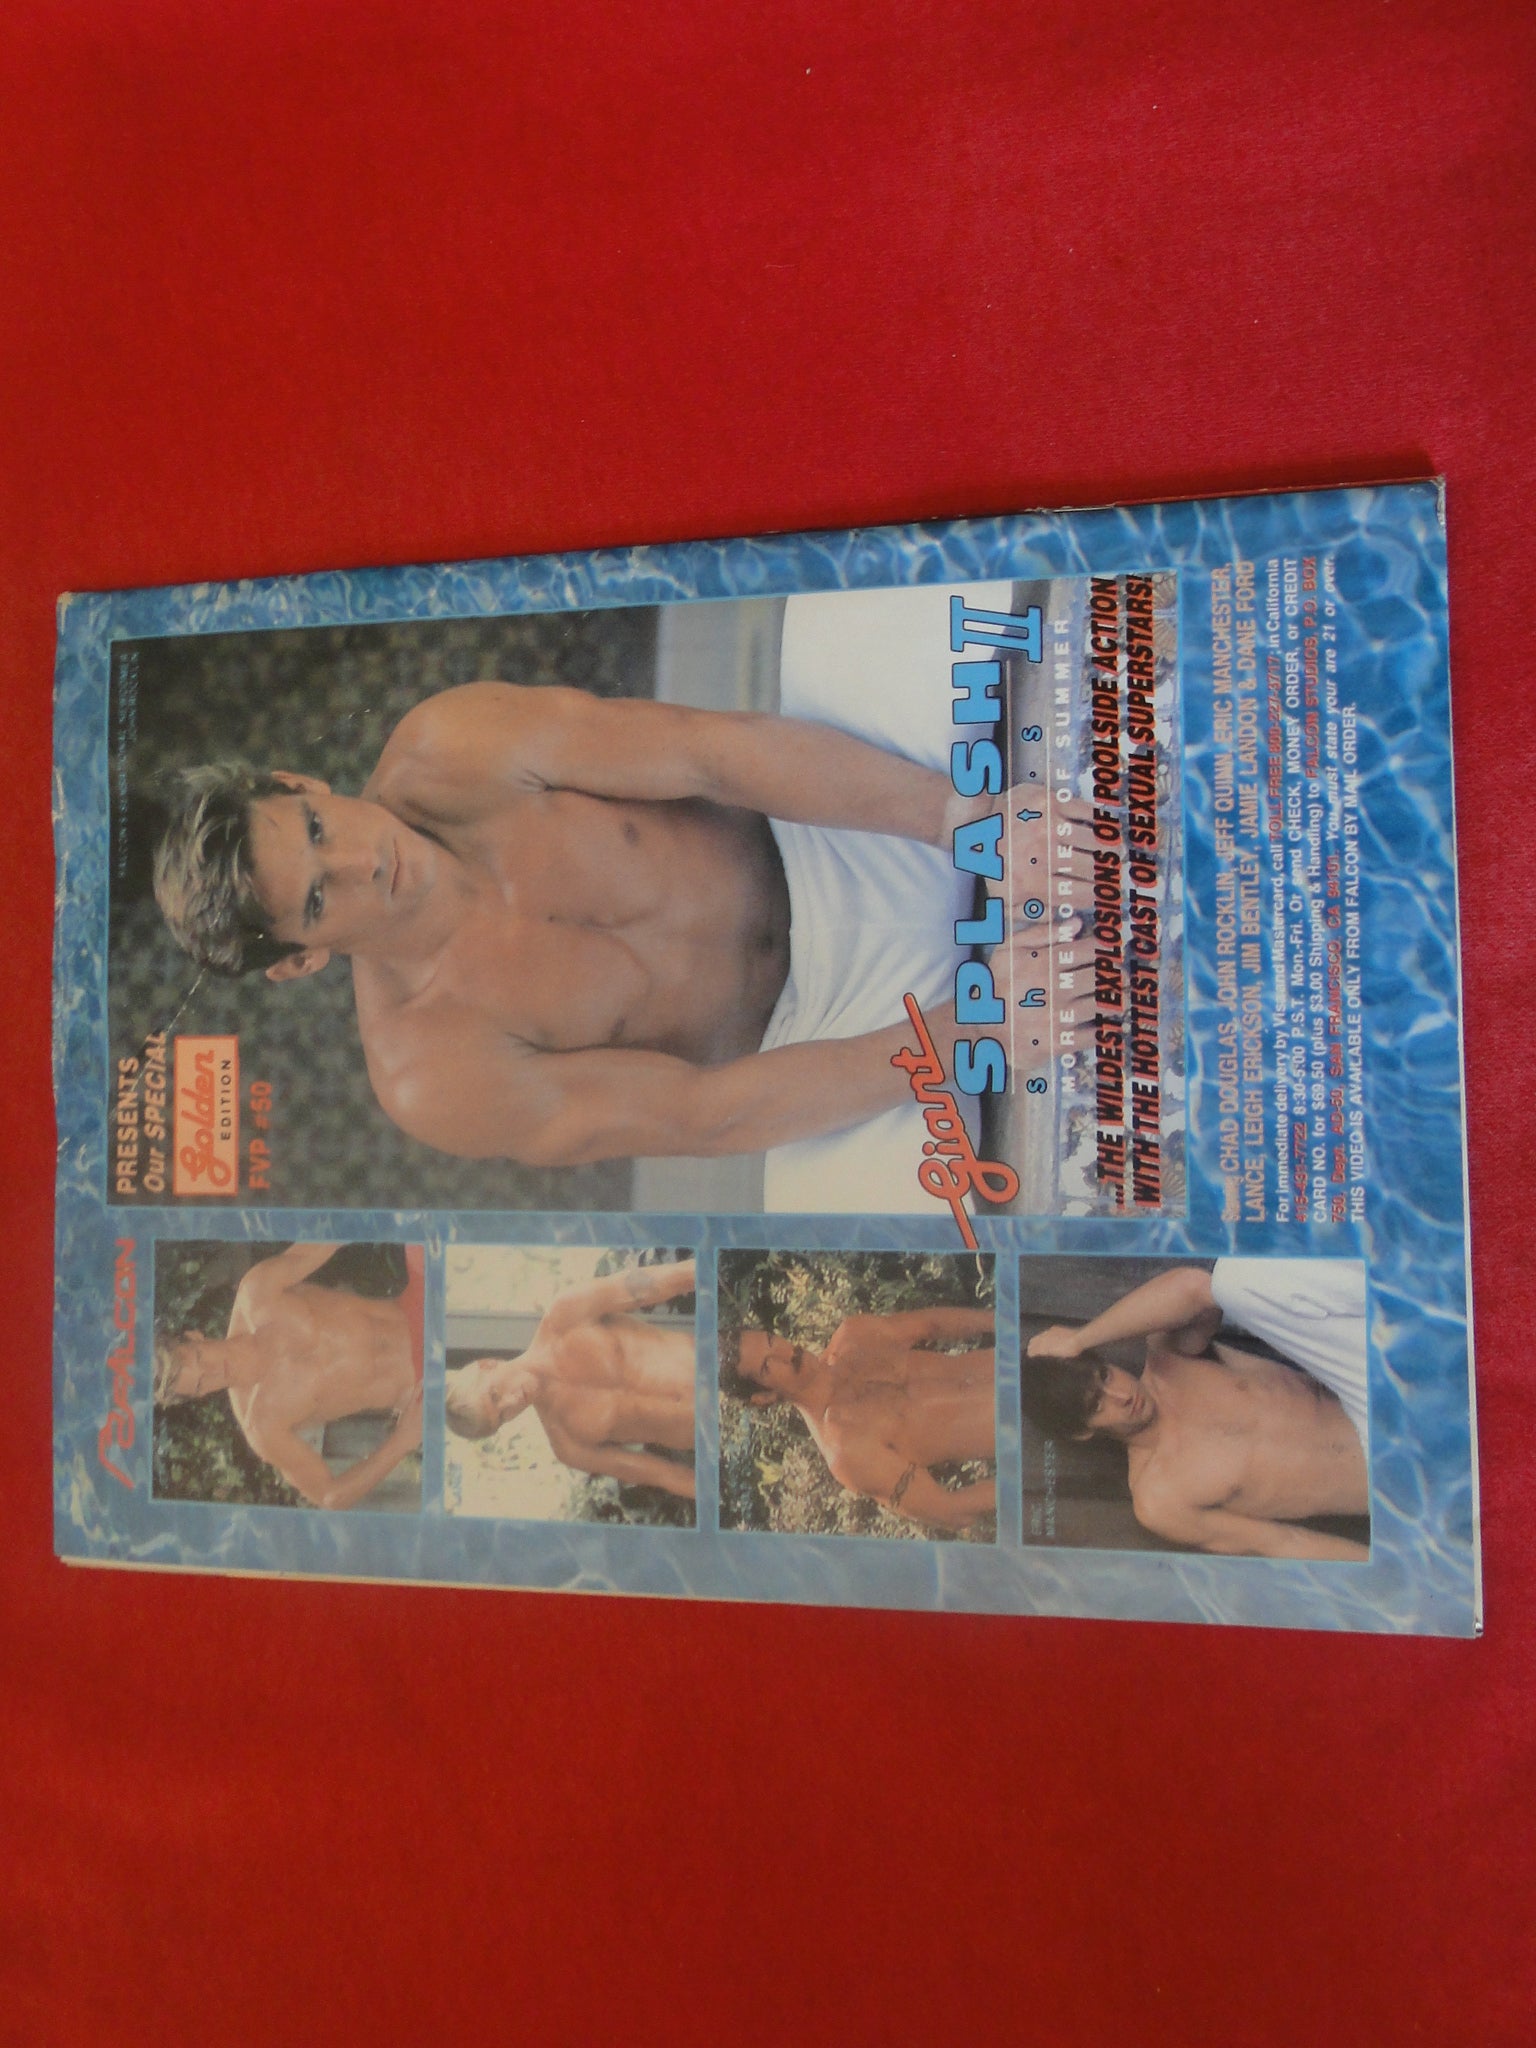 FALCON
PRESENTS
Our SPECIAL
Golden
EDITION
FVP #50
FALCON'S SENSATIONAL NEWCOMER
Giant
SPLASH II
s·h·o·t·s
MORE MEMORIES OF SUMMER
...THE WILDEST EXPLOSIONS OF POOLSIDE ACTION
WITH THE HOTTEST CAST OF SEXUAL SUPERSTARS!
ERIC
MANCHESTER
CHAD DOUGLAS, JOHN ROCKLIN, JEFF QUINN, ERIC MANCHESTER,
LANCE, LEIGH ERICKSON, JIM BENTLEY, JAMIE LANDON & DANE FORD
For immediate delivery by Visa and Mastercard, call TOLL FREE 800-227-3717; in California
415-431-7722 8:30-5:00 P.S.T. Mon.-Fri. Or send CHECK, MONEY ORDER, or CREDIT
CARD NO. for $69.50 (plus $3.00 Shipping & Handling) to FALCON STUDIOS, P.O. BOX
Dept. AD-50, SAN FRANCISCO, CA 94101. You must state your are 21 or over.
THIS VIDEO IS AVAILABLE ONLY FROM FALCON BY MAIL ORDER.